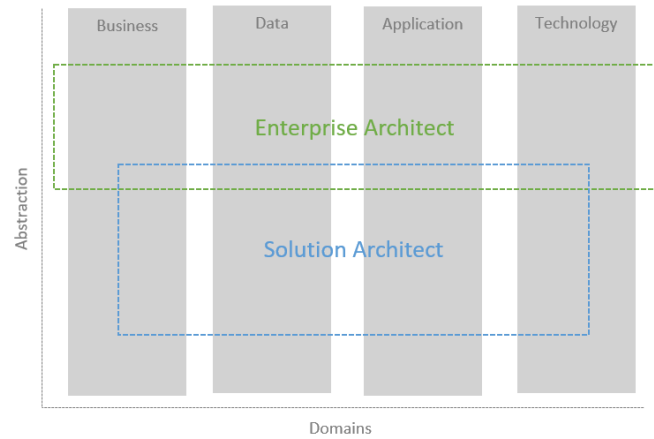 Business
Data
Application
Technology
Enterprise Architect
Solution Architect
Abstraction
Domains